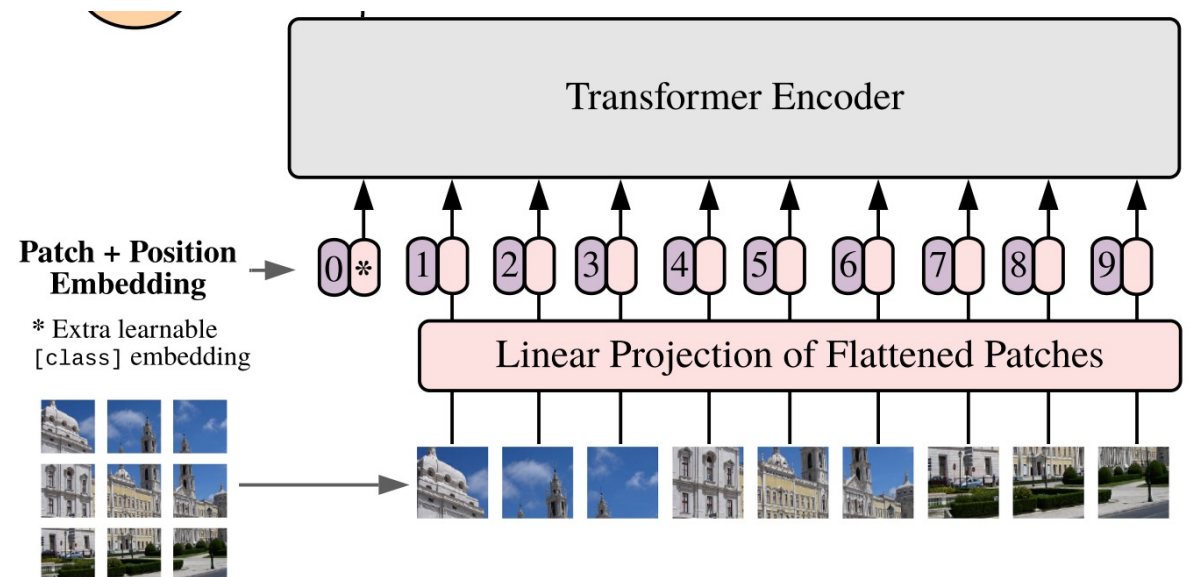 Transformer Encoder
Patch + Position
Embedding
0 * 1 2 3 4 5 6 7 8 9
* Extra learnable
[class] embedding
Linear Projection of Flattened Patches